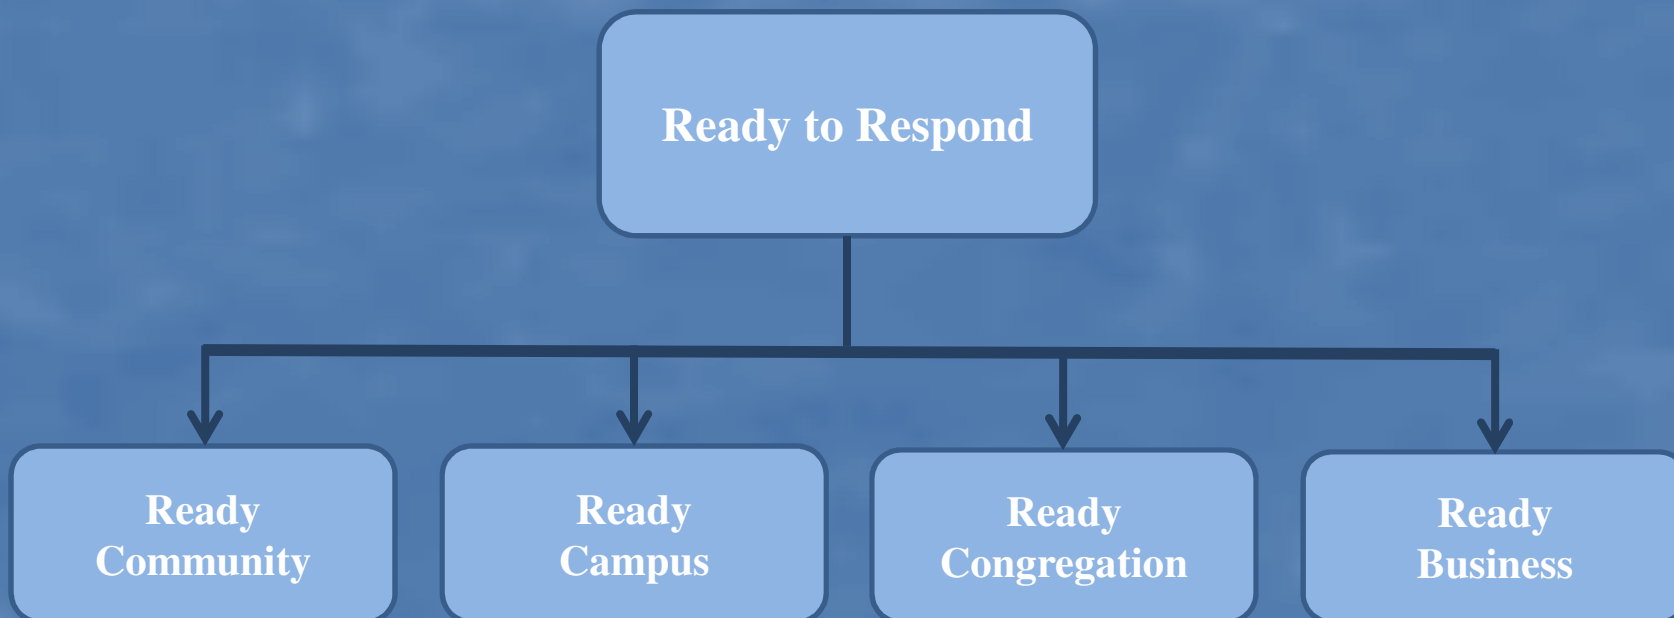 Ready to Respond
Ready
Community
Ready
Campus
Ready
Congregation
Ready
Business